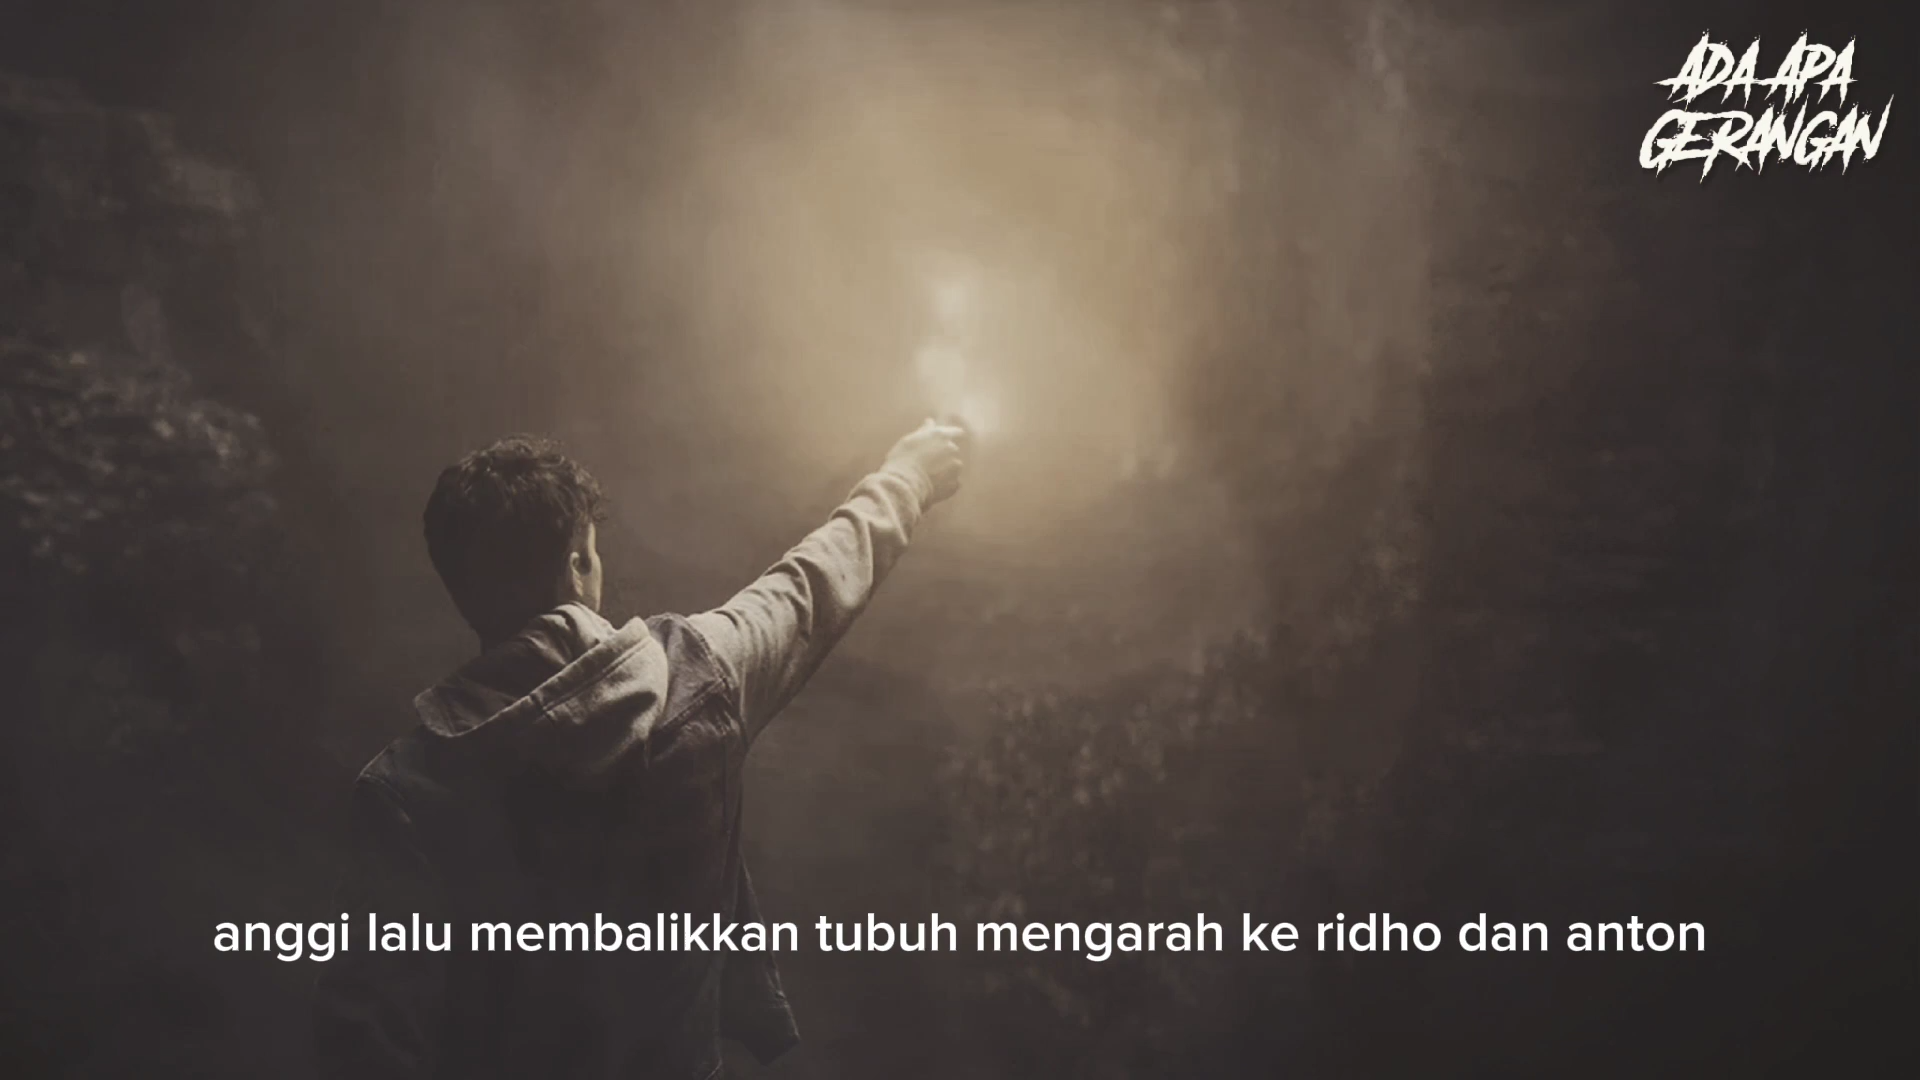 ADA APA
GERANGAN
anggi lalu membalikkan tubuh mengarah ke ridho dan anton